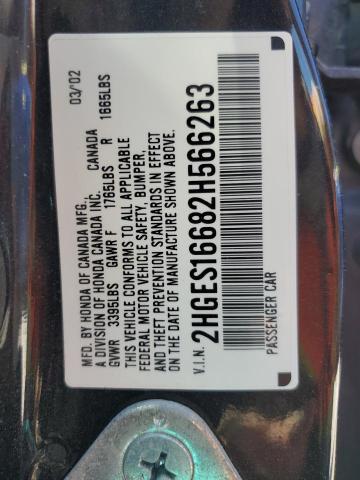 MFD. BY HONDA OF CANADA MFG. 03/02
A DIVISION OF HONDA CANADA INC. CANADA
GVWR 3395LBS GAWR F 1765LBS R 1665LBS
THIS VEHICLE CONFORMS TO ALL APPLICABLE
FEDERAL MOTOR VEHICLE SAFETY, BUMPER,
AND THEFT PREVENTION STANDARDS IN EFFECT
ON THE DATE OF MANUFACTURE SHOWN ABOVE.
V.I.N. 2HGES16682H566263
PASSENGER CAR